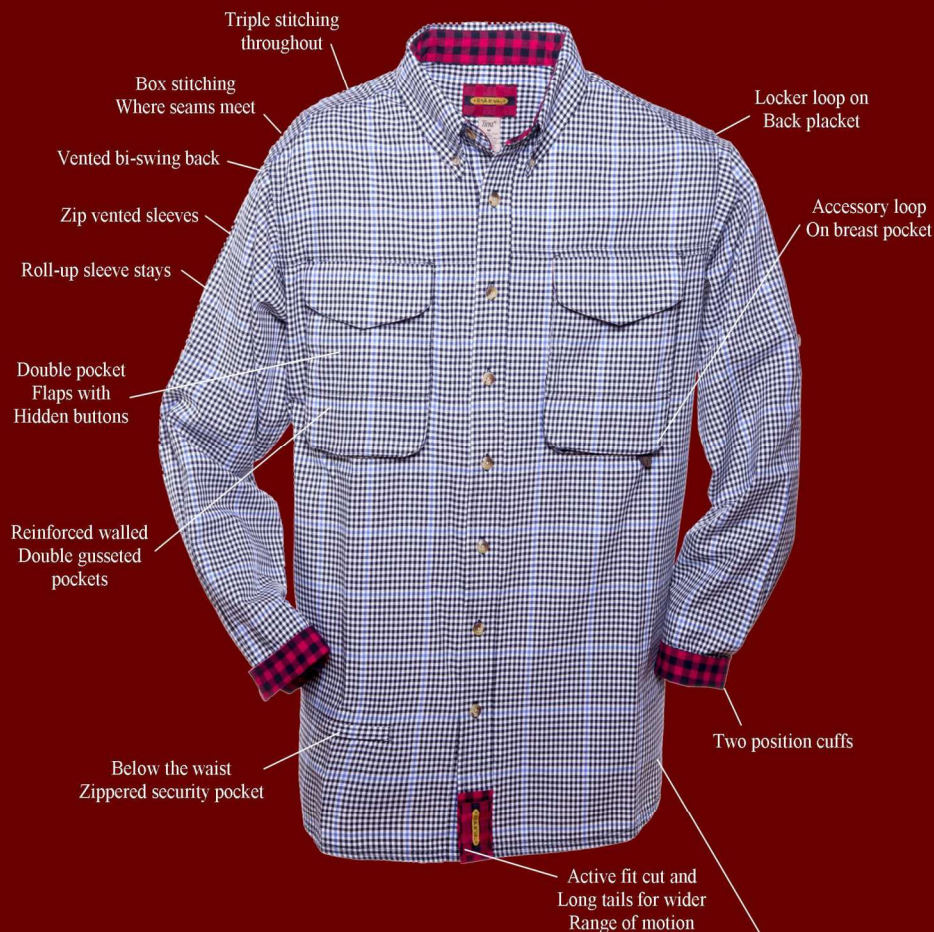 Triple stitching
throughout
Box stitching
Where seams meet
Locker loop on
Back placket
Vented bi-swing back
Zip vented sleeves
Accessory loop
On breast pocket
Roll-up sleeve stays
Double pocket
Flaps with
Hidden buttons
Reinforced walled
Double gusseted
pockets
Two position cuffs
Below the waist
Zippered security pocket
Active fit cut and
Long tails for wider
Range of motion